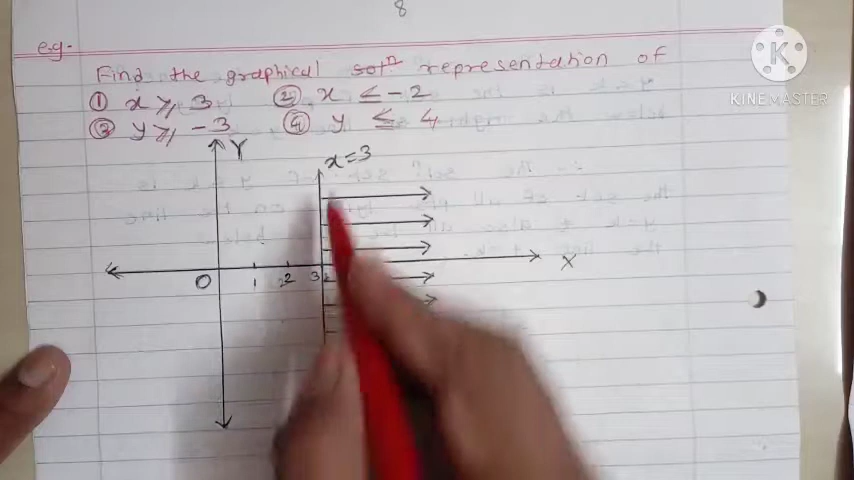 8
e.g.
Find the graphical solⁿ representation of
① x ≥ 3 ② x ≤ -2
③ y ≥ -3 ④ y ≤ 4
Y
x=3
X
O 1 2 3
K
KINEMASTER